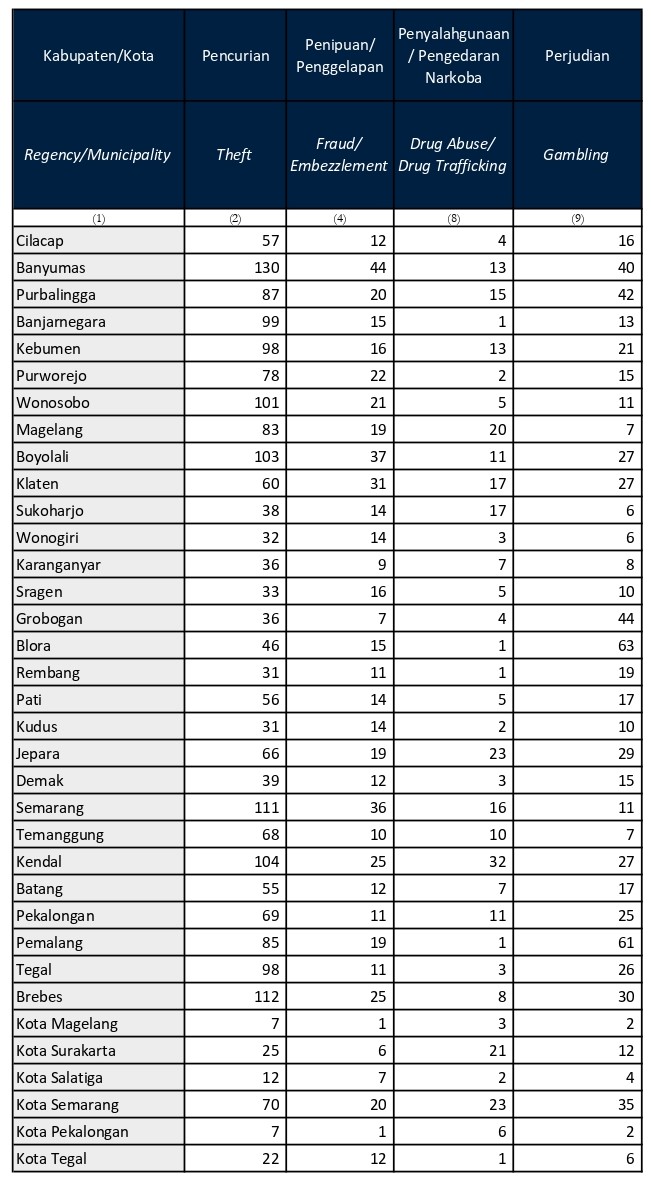 Kabupaten/Kota Pencurian Penipuan/ Penggelapan Penyalahgunaan / Pengedaran Narkoba Perjudian
Regency/Municipality Theft Fraud/ Embezzlement Drug Abuse/ Drug Trafficking Gambling
(1) (2) (4) (8) (9)
Cilacap 57 12 4 16
Banyumas 130 44 13 40
Purbalingga 87 20 15 42
Banjarnegara 99 15 1 13
Kebumen 98 16 13 21
Purworejo 78 22 2 15
Wonosobo 101 21 5 11
Magelang 83 19 20 7
Boyolali 103 37 11 27
Klaten 60 31 17 27
Sukoharjo 38 14 17 6
Wonogiri 32 14 3 6
Karanganyar 36 9 7 8
Sragen 33 16 5 10
Grobogan 36 7 4 44
Blora 46 15 1 63
Rembang 31 11 1 19
Pati 56 14 5 17
Kudus 31 14 2 10
Jepara 66 19 23 29
Demak 39 12 3 15
Semarang 111 36 16 11
Temanggung 68 10 10 7
Kendal 104 25 32 27
Batang 55 12 7 17
Pekalongan 69 11 11 25
Pemalang 85 19 1 61
Tegal 98 11 3 26
Brebes 112 25 8 30
Kota Magelang 7 1 3 2
Kota Surakarta 25 6 21 12
Kota Salatiga 12 7 2 4
Kota Semarang 70 20 23 35
Kota Pekalongan 7 1 6 2
Kota Tegal 22 12 1 6